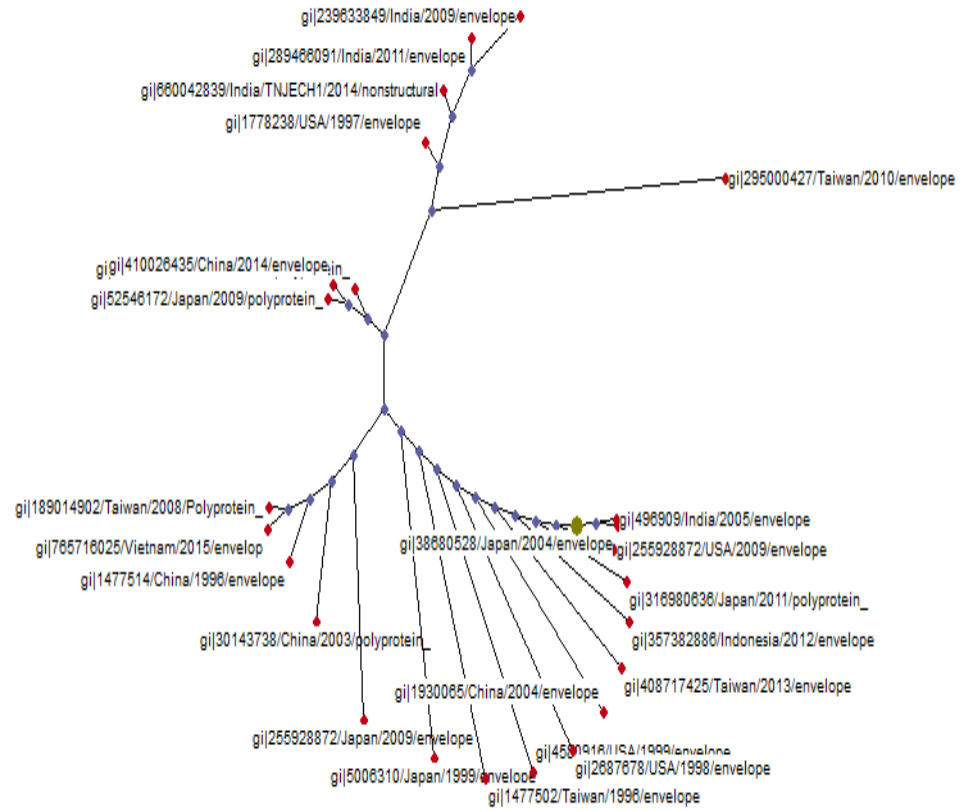 gi|239633849/India/2009/envelope
gi|289466091/India/2011/envelope
gi|660042839/India/TNJECH1/2014/nonstructural
gi|1778238/USA/1997/envelope
gi|295000427/Taiwan/2010/envelope
gi|410026435/China/2014/envelope
gi|52546172/Japan/2009/polyprotein_
gi|189014902/Taiwan/2008/Polyprotein_
gi|765716025/Vietnam/2015/envelop
gi|1477514/China/1996/envelope
gi|30143738/China/2003/polyprotein_
gi|255928872/Japan/2009/envelope
gi|5006310/Japan/1999/envelope
gi|1477502/Taiwan/1996/envelope
gi|2687678/USA/1998/envelope
gi|4580916/USA/1999/envelope
gi|1930065/China/2004/envelope
gi|408717425/Taiwan/2013/envelope
gi|357382886/Indonesia/2012/envelope
gi|316980636/Japan/2011/polyprotein_
gi|255928872/USA/2009/envelope
gi|38680528/Japan/2004/envelope
gi|496909/India/2005/envelope